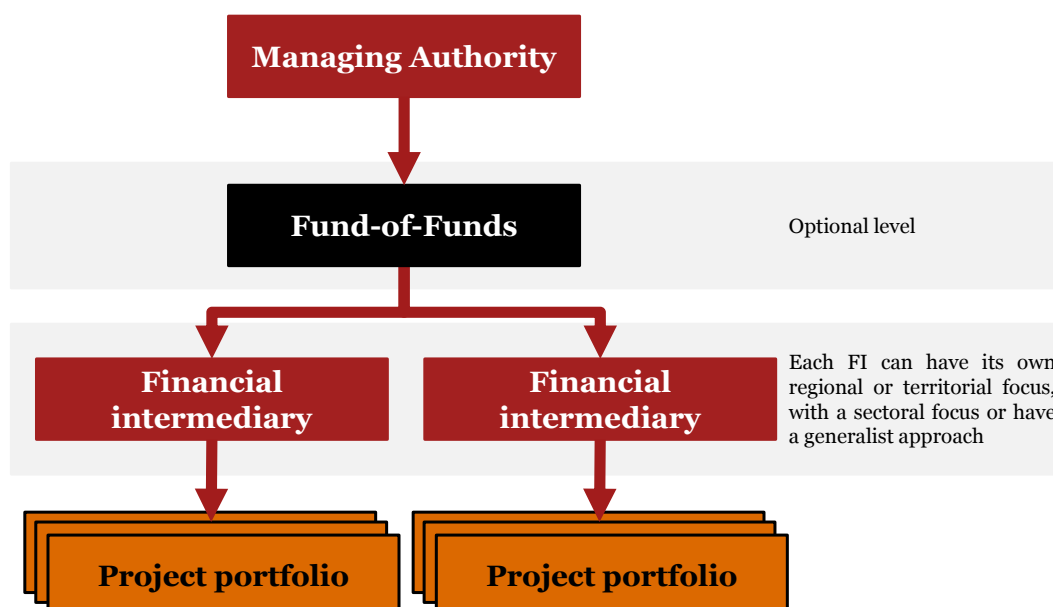 Managing Authority
Fund-of-Funds
Optional level
Financial
intermediary
Financial
intermediary
Each FI can have its own
regional or territorial focus,
with a sectoral focus or have
a generalist approach
Project portfolio
Project portfolio